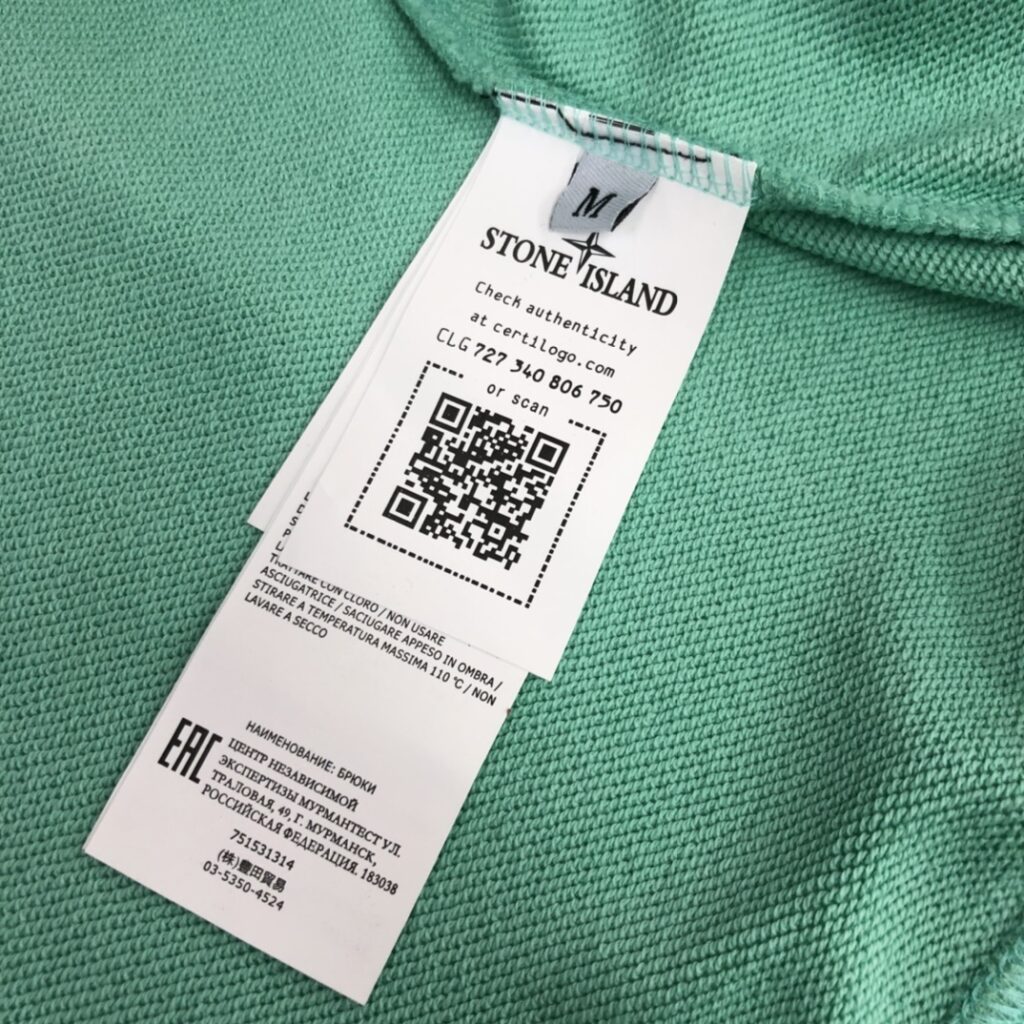 M
STONE ISLAND
Check authenticity
at certilogo.com
CLG 727 340 806 750
or scan
L
D
S
P
L
TRATTARE CON CLORO / NON USARE
ASCIUGATRICE / SACIUGARE APPESO IN OMBRA /
STIRARE A TEMPERATURA MASSIMA 110 °C / NON
LAVARE A SECCO
EAC
НАИМЕНОВАНИЕ: БРЮКИ
ЦЕНТР НЕЗАВИСИМОЙ
ЭКСПЕРТИЗЫ МУРМАНТЕСТ УЛ.
ТРАЛОВАЯ, 49, Г. МУРМАНСК,
РОССИЙСКАЯ ФЕДЕРАЦИЯ. 183038
751531314
(株)豊田貿易
03-5350-4524